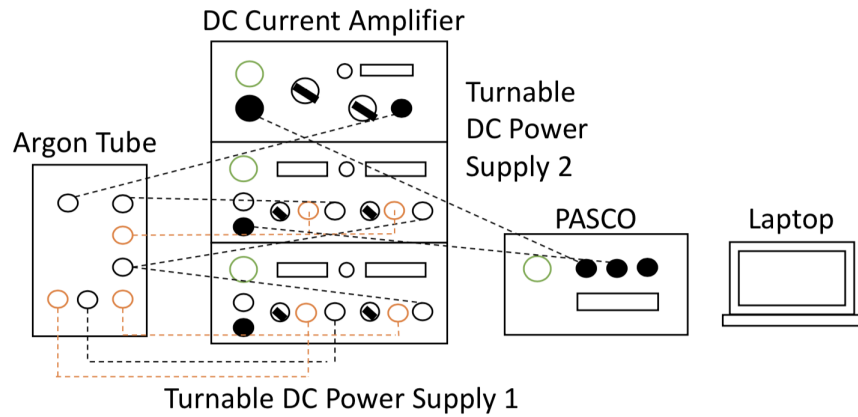 DC Current Amplifier
Turnable
DC Power
Supply 2
Argon Tube
PASCO
Laptop
Turnable DC Power Supply 1